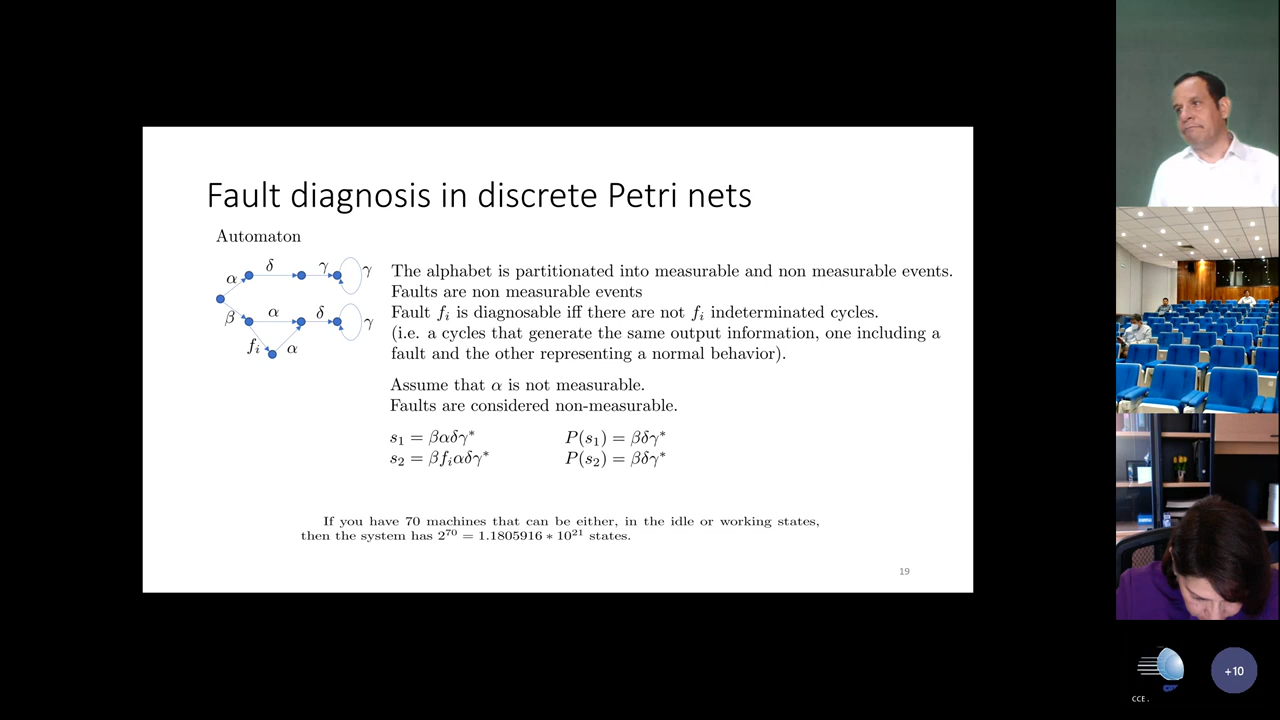 Fault diagnosis in discrete Petri nets
Automaton
α δ γ γ
β α δ γ
fᵢ α
The alphabet is partitionated into measurable and non measurable events.
Faults are non measurable events
Fault fᵢ is diagnosable iff there are not fᵢ indeterminated cycles.
(i.e. a cycles that generate the same output information, one including a
fault and the other representing a normal behavior).
Assume that α is not measurable.
Faults are considered non-measurable.
s₁ = βαδγ* P(s₁) = βδγ*
s₂ = βfᵢαδγ* P(s₂) = βδγ*
If you have 70 machines that can be either, in the idle or working states,
then the system has 2⁷⁰ = 1.1805916 * 10²¹ states.
19
+10
CCE.